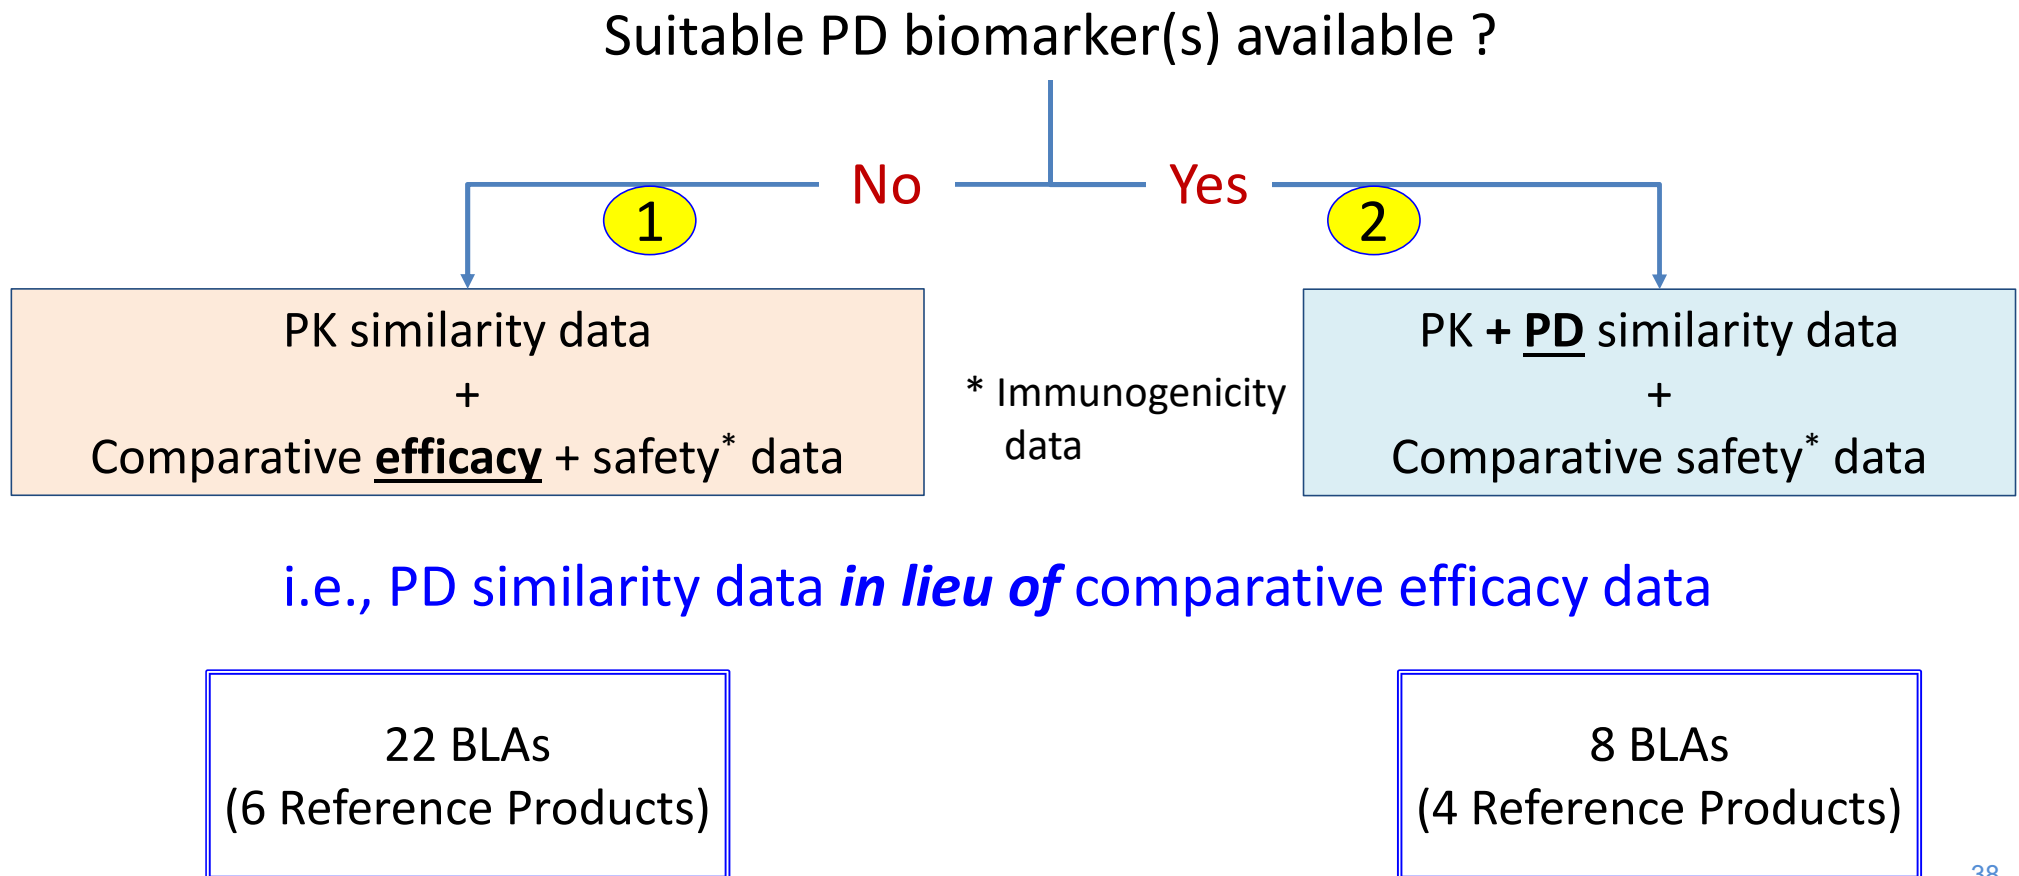 Suitable PD biomarker(s) available ?
No
Yes
1
2
PK similarity data
+
Comparative efficacy + safety* data
* Immunogenicity
data
PK + PD similarity data
+
Comparative safety* data
i.e., PD similarity data in lieu of comparative efficacy data
22 BLAs
(6 Reference Products)
8 BLAs
(4 Reference Products)
38